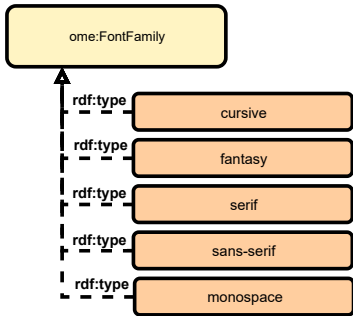 ome:FontFamily
rdf:type
cursive
rdf:type
fantasy
rdf:type
serif
rdf:type
sans-serif
rdf:type
monospace